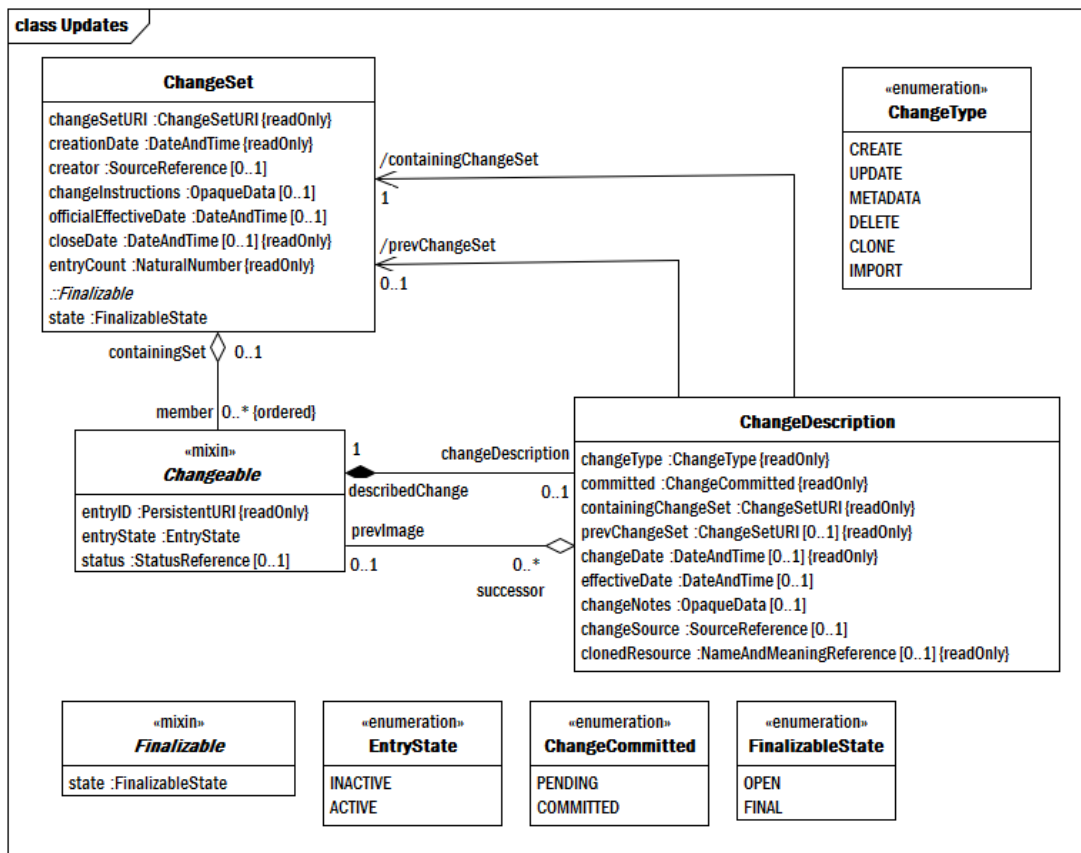 class Updates
ChangeSet
changeSetURI :ChangeSetURI {readOnly}
creationDate :DateAndTime {readOnly}
creator :SourceReference [0..1]
changeInstructions :OpaqueData [0..1]
officialEffectiveDate :DateAndTime [0..1]
closeDate :DateAndTime [0..1] {readOnly}
entryCount :NaturalNumber {readOnly}
::Finalizable
state :FinalizableState
«enumeration»
ChangeType
CREATE
UPDATE
METADATA
DELETE
CLONE
IMPORT
/containingChangeSet
1
/prevChangeSet
0..1
containingSet
0..1
member
0..* {ordered}
«mixin»
Changeable
entryID :PersistentURI {readOnly}
entryState :EntryState
status :StatusReference [0..1]
1
changeDescription
describedChange
0..1
prevImage
0..1
0..*
successor
ChangeDescription
changeType :ChangeType {readOnly}
committed :ChangeCommitted {readOnly}
containingChangeSet :ChangeSetURI {readOnly}
prevChangeSet :ChangeSetURI [0..1] {readOnly}
changeDate :DateAndTime [0..1] {readOnly}
effectiveDate :DateAndTime [0..1]
changeNotes :OpaqueData [0..1]
changeSource :SourceReference [0..1]
clonedResource :NameAndMeaningReference [0..1] {readOnly}
«mixin»
Finalizable
state :FinalizableState
«enumeration»
EntryState
INACTIVE
ACTIVE
«enumeration»
ChangeCommitted
PENDING
COMMITTED
«enumeration»
FinalizableState
OPEN
FINAL